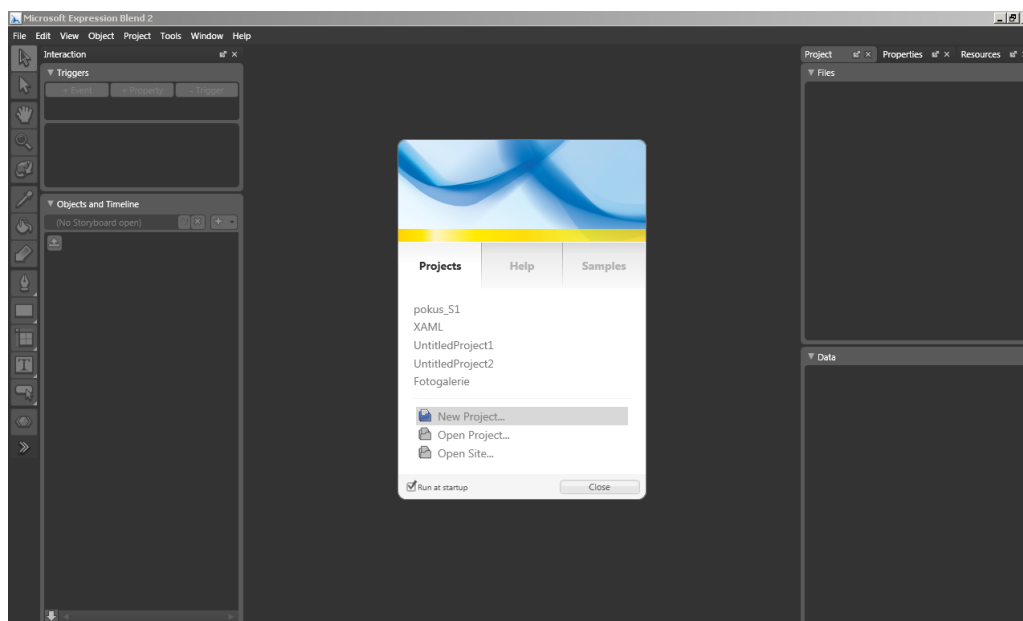 Microsoft Expression Blend 2
File Edit View Object Project Tools Window Help
Interaction
Triggers
+ Event + Property - Trigger
Objects and Timeline
(No Storyboard open)
Projects Help Samples
pokus_S1
XAML
UntitledProject1
UntitledProject2
Fotogalerie
New Project...
Open Project...
Open Site...
Run at startup Close
Project Properties Resources
Files
Data